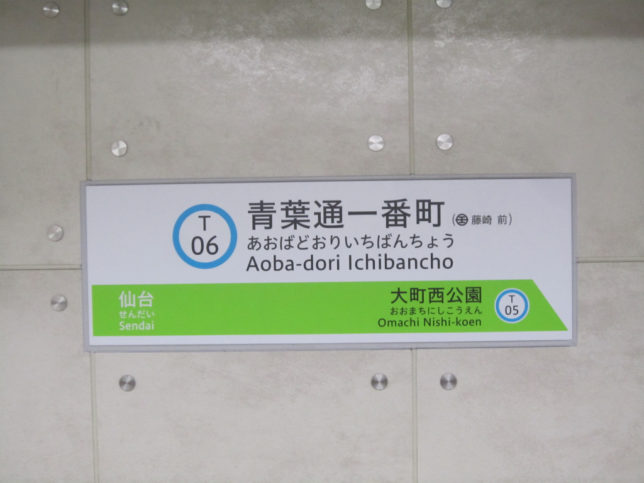 T
06
青葉通一番町
(藤崎 前)
あおばどおりいちばんちょう
Aoba-dori Ichibancho
仙台
せんだい
Sendai
大町西公園
おおまちにしこうえん
Omachi Nishi-koen
T
05